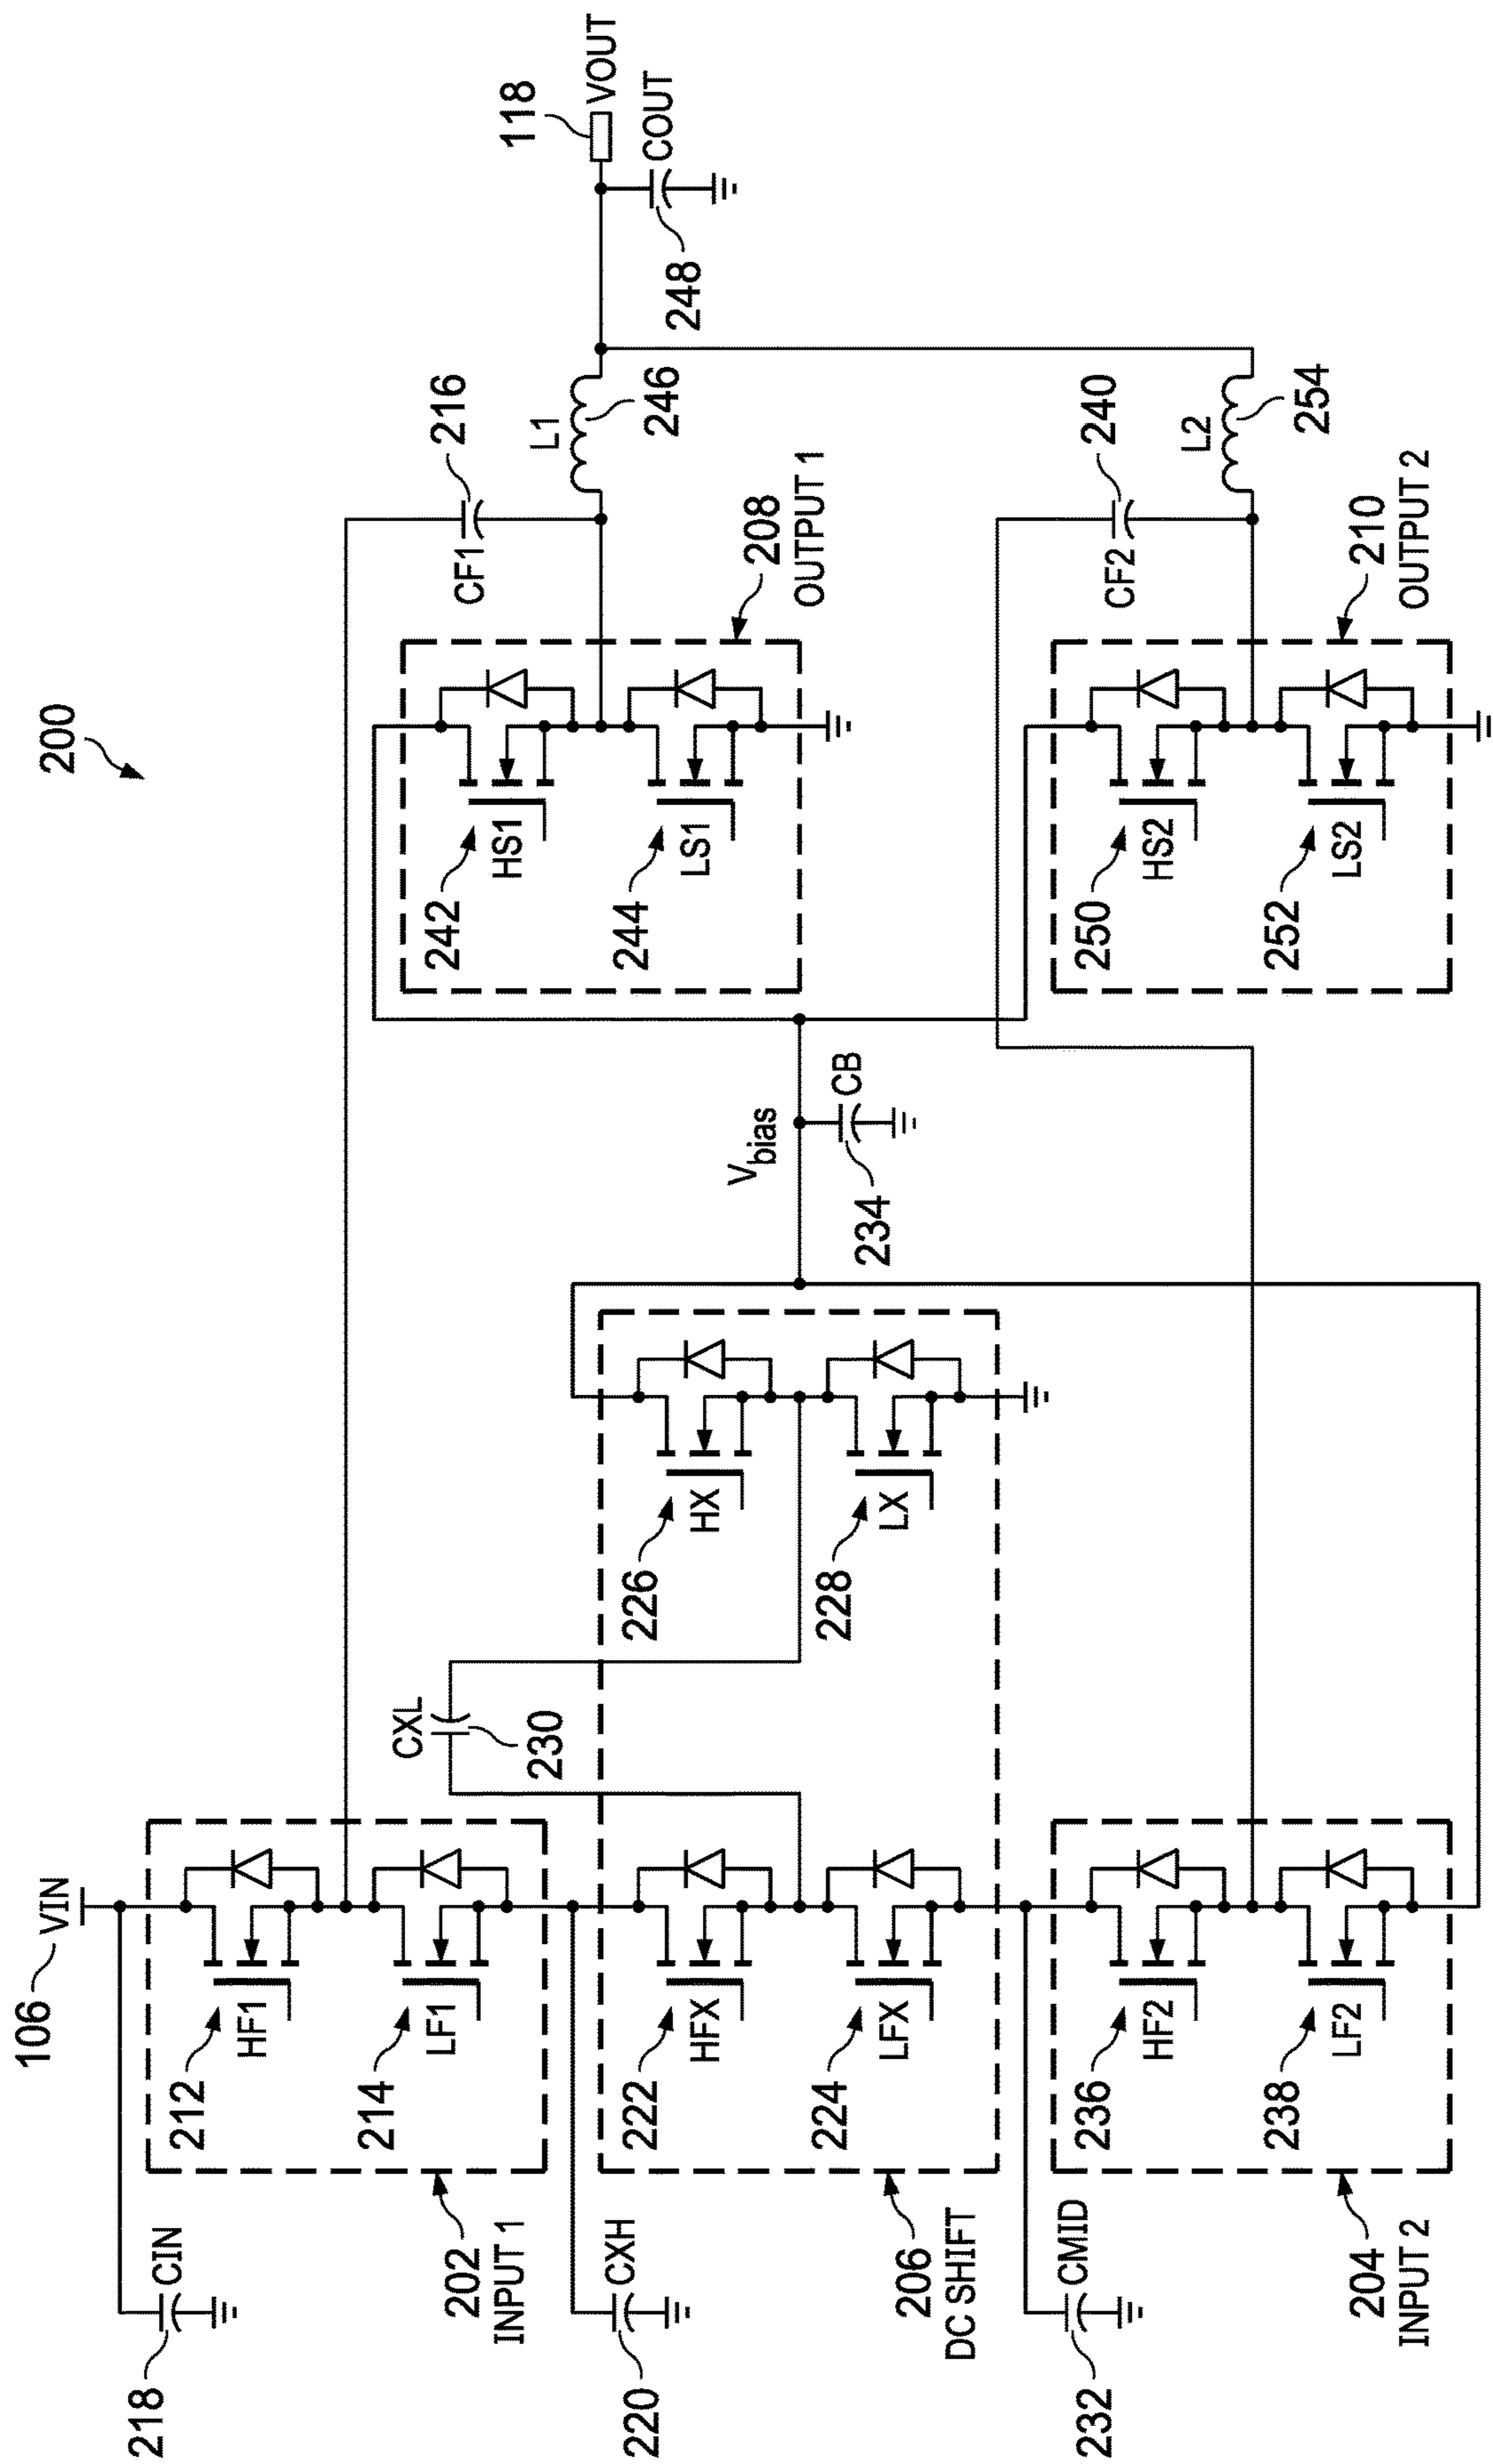 200
106
VIN
218
CIN
212
HF1
214
LF1
202
INPUT 1
220
CXH
CXL
230
222
HFX
224
LFX
226
HX
228
LX
206
DC SHIFT
232
CMID
236
HF2
238
LF2
204
INPUT 2
Vbias
CB
234
242
HS1
244
LS1
208
OUTPUT 1
CF1
216
L1
246
118
VOUT
COUT
248
250
HS2
252
LS2
210
OUTPUT 2
CF2
240
L2
254